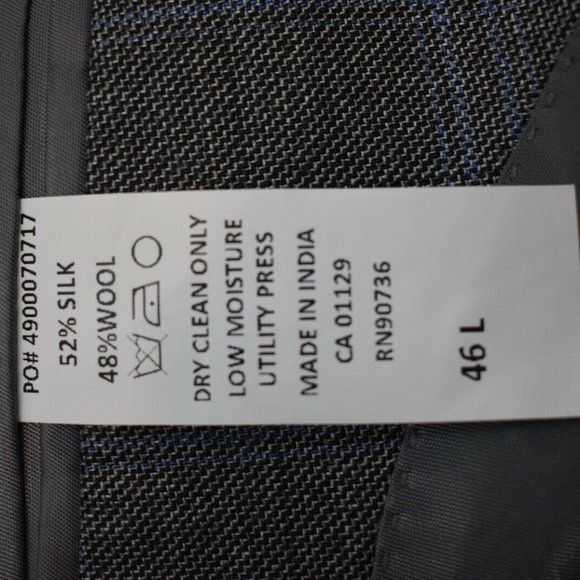 PO# 4900070717
52% SILK
48%WOOL
DRY CLEAN ONLY
LOW MOISTURE
UTILITY PRESS
MADE IN INDIA
CA 01129
RN90736
46 L